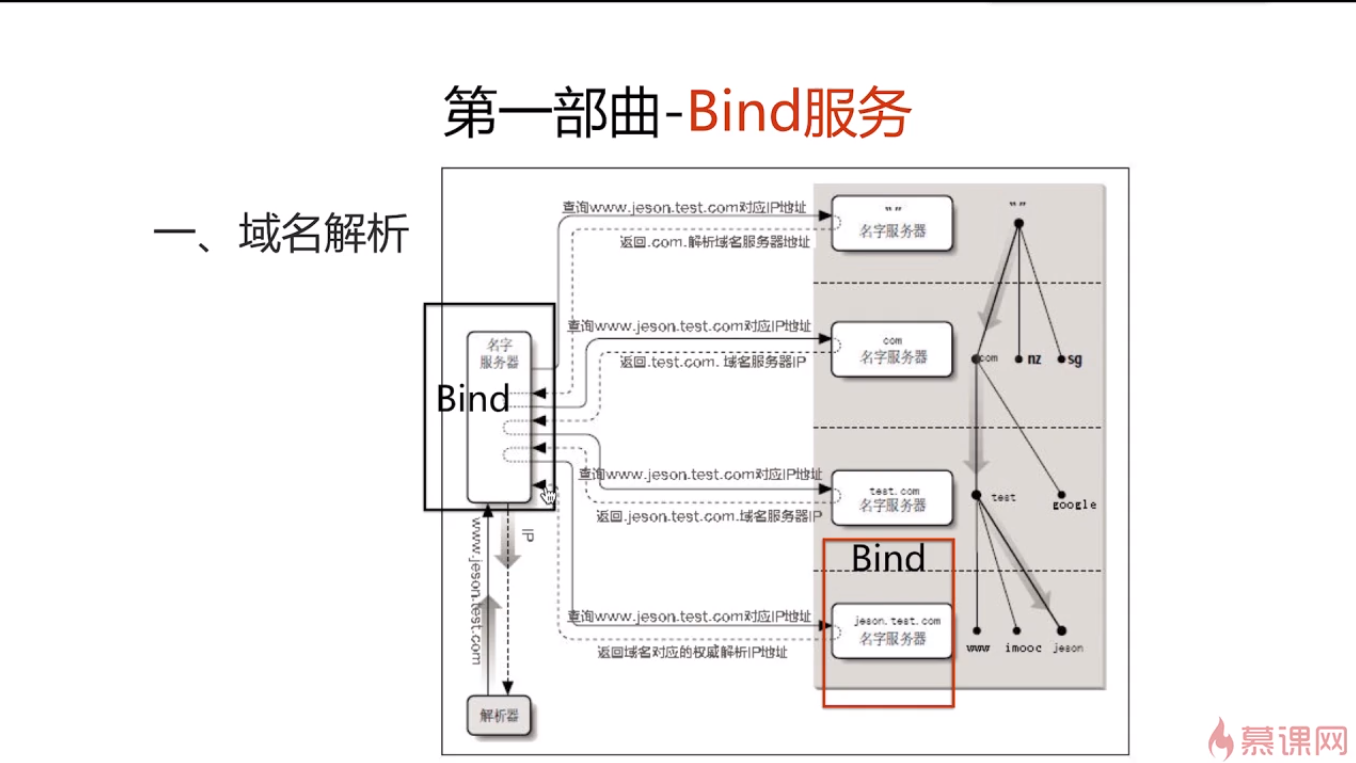 第一部曲-Bind服务
一、域名解析
查询www.jeson.test.com对应IP地址
返回.com.解析域名服务器地址
" "
名字服务器
" "
查询www.jeson.test.com对应IP地址
返回.test.com. 域名服务器IP
com
名字服务器
com
nz
sg
名字
服务器
Bind
查询www.jeson.test.com对应IP地址
返回.jeson.test.com.域名服务器IP
test.com
名字服务器
test
google
Bind
查询www.jeson.test.com对应IP地址
返回域名对应的权威解析IP地址
jeson.test.com
名字服务器
www
imooc
jeson
www.jeson.test.com
IP
解析器
慕课网